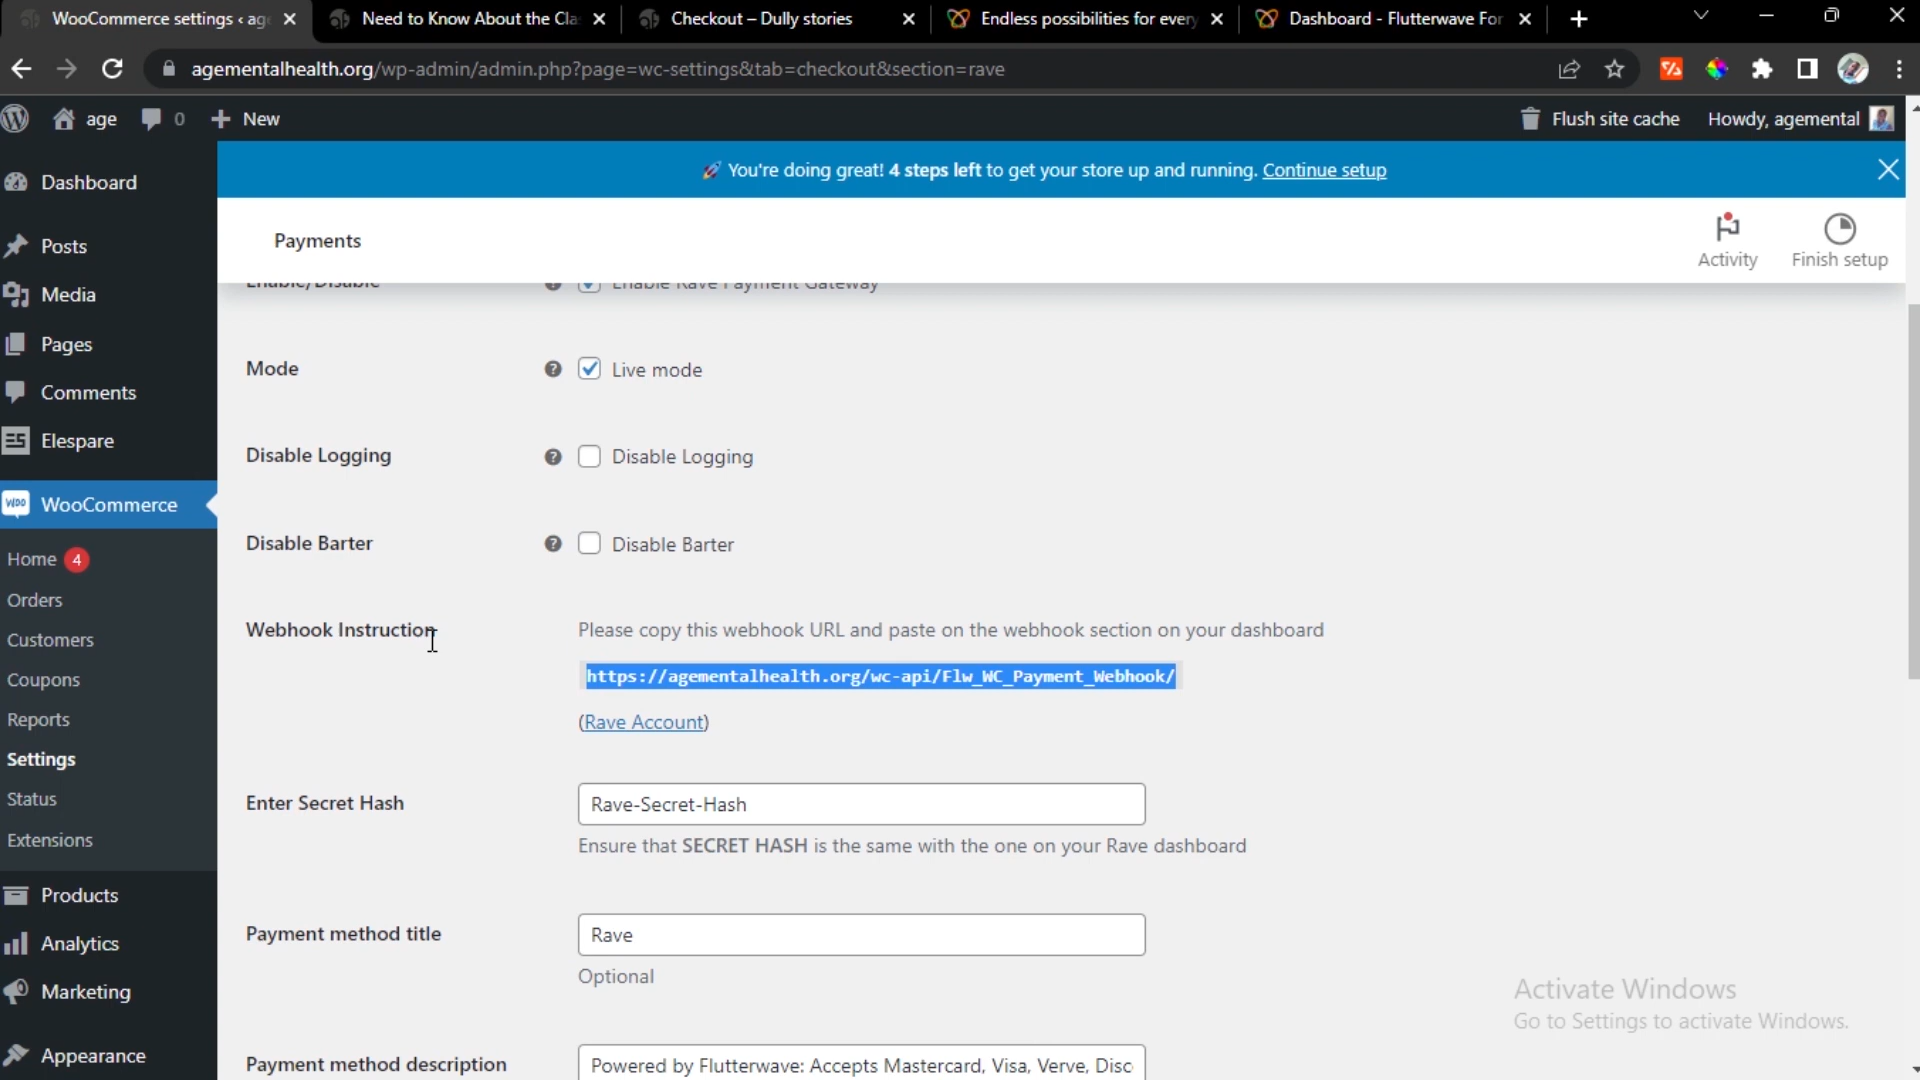 WooCommerce settings ‹ ag
Need to Know About the Cla
Checkout – Dully stories
Endless possibilities for every
Dashboard - Flutterwave For
agementalhealth.org/wp-admin/admin.php?page=wc-settings&tab=checkout&section=rave
age
0
New
Flush site cache
Howdy, agemental
🚀 You're doing great! 4 steps left to get your store up and running. Continue setup
Payments
Activity
Finish setup
Dashboard
Posts
Media
Pages
Comments
Elespare
WooCommerce
Home 4
Orders
Customers
Coupons
Reports
Settings
Status
Extensions
Products
Analytics
Marketing
Appearance
Enable/Disable
Enable Rave Payment Gateway
Mode
Live mode
Disable Logging
Disable Logging
Disable Barter
Disable Barter
Webhook Instruction
Please copy this webhook URL and paste on the webhook section on your dashboard
https://agementalhealth.org/wc-api/Flw_WC_Payment_Webhook/
(Rave Account)
Enter Secret Hash
Rave-Secret-Hash
Ensure that SECRET HASH is the same with the one on your Rave dashboard
Payment method title
Rave
Optional
Payment method description
Powered by Flutterwave: Accepts Mastercard, Visa, Verve, Disc
Activate Windows
Go to Settings to activate Windows.